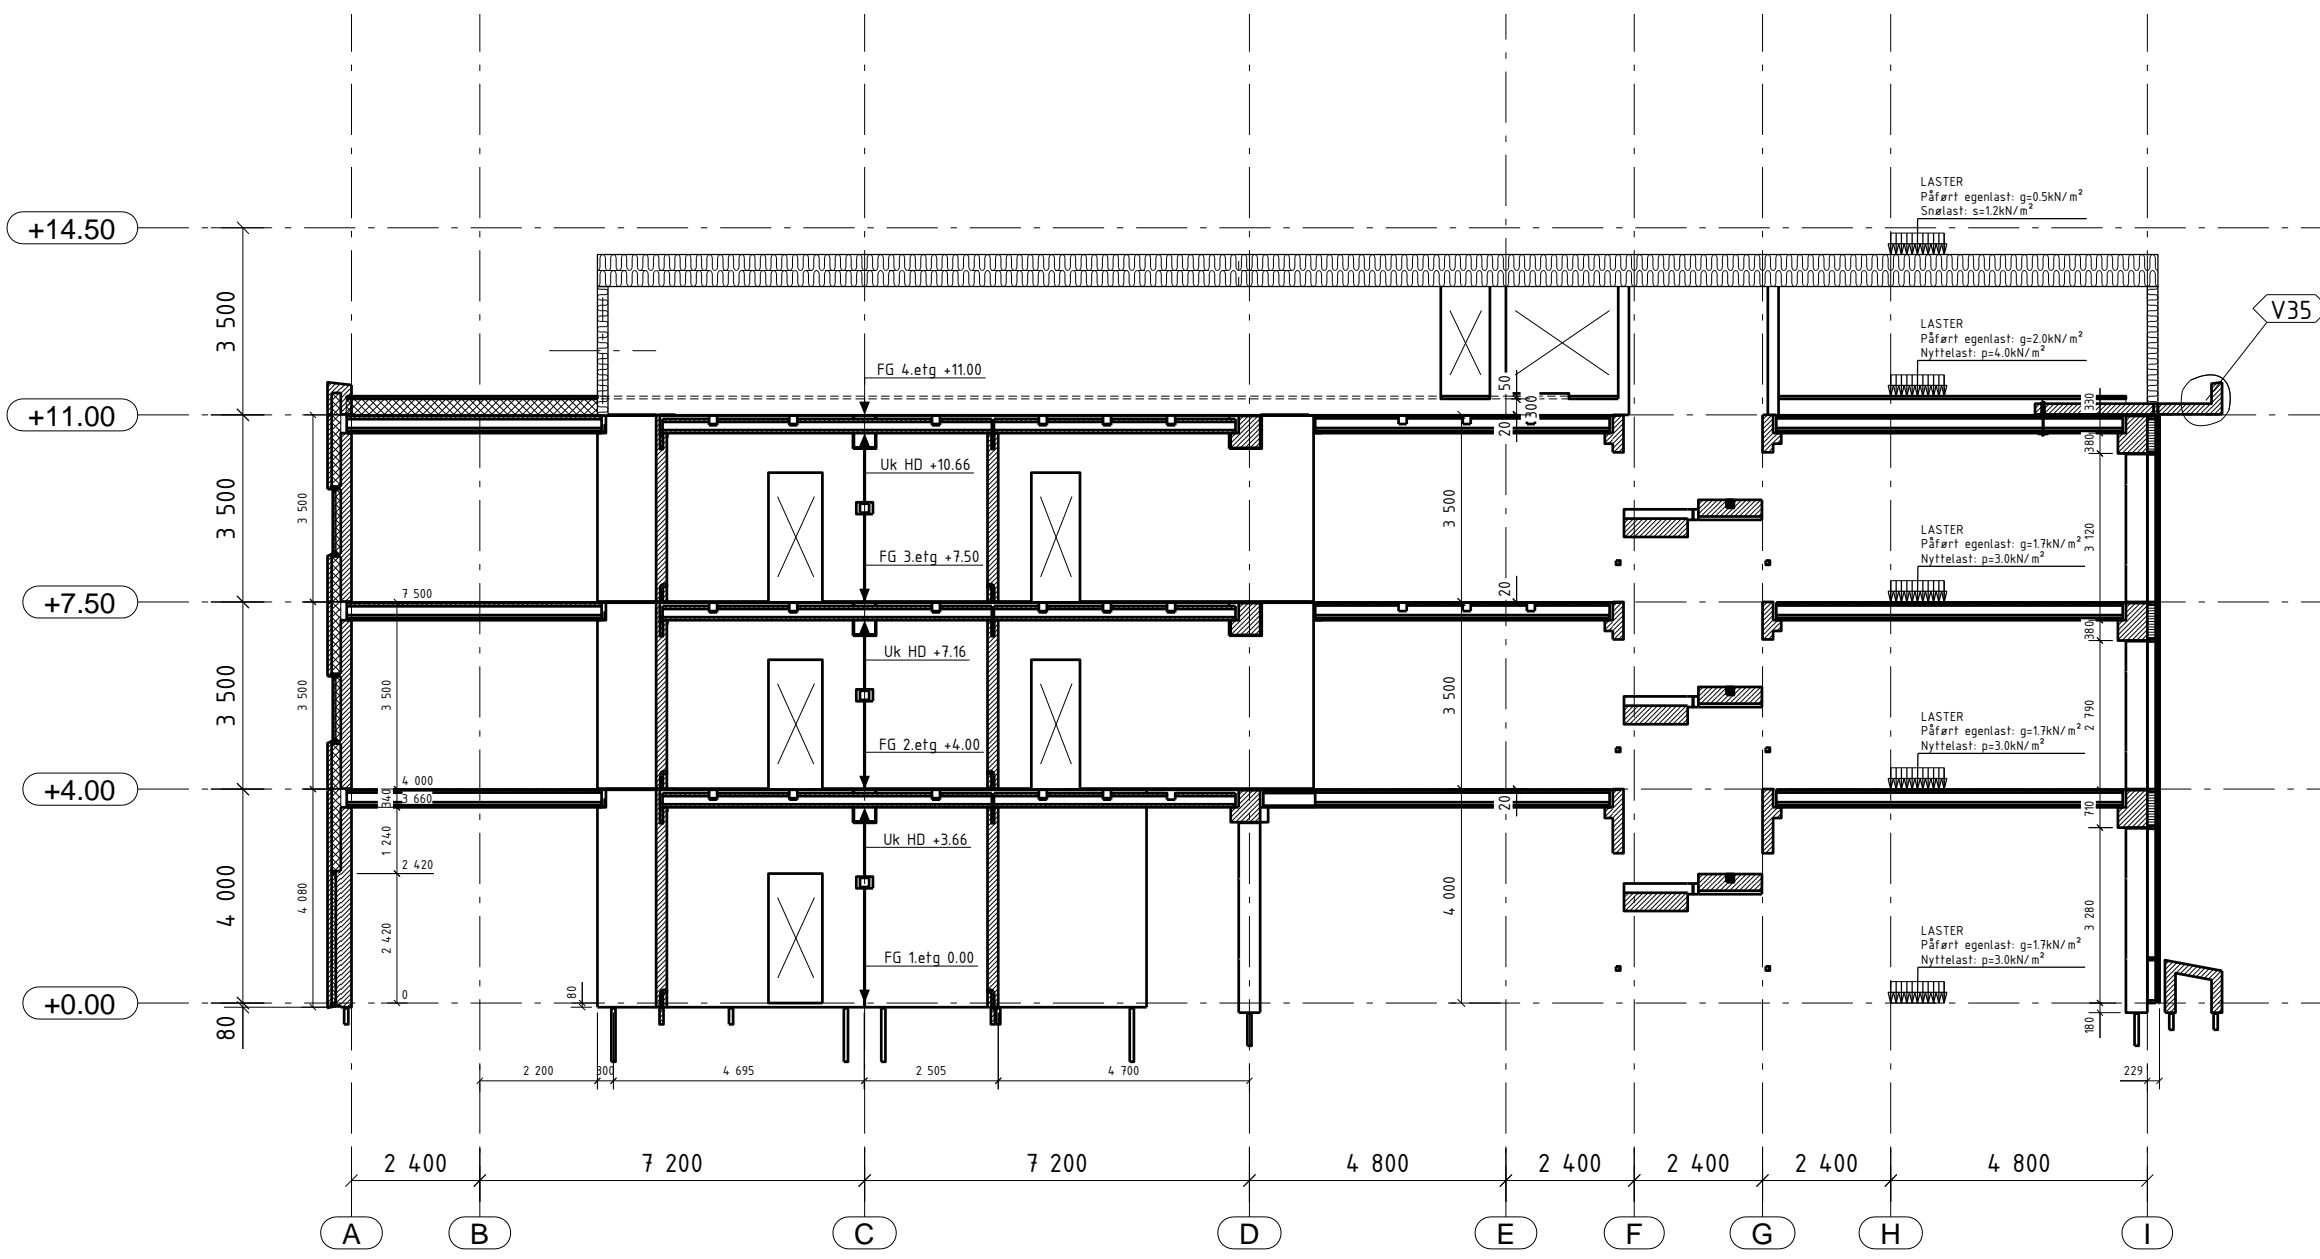 LASTER
Påført egenlast: g=0.5kN/m²
Snølast: s=1.2kN/m²
+14.50
3 500
V35
LASTER
Påført egenlast: g=2.0kN/m²
Nyttelast: p=4.0kN/m²
FG 4.etg +11.00
50
300
330
+11.00
20
380
Uk HD +10.66
3 500
3 500
3 500
LASTER
Påført egenlast: g=1.7kN/m²
Nyttelast: p=3.0kN/m²
3 120
FG 3.etg +7.50
7 500
20
+7.50
380
Uk HD +7.16
3 500
3 500
3 500
3 500
LASTER
Påført egenlast: g=1.7kN/m²
Nyttelast: p=3.0kN/m²
2 790
FG 2.etg +4.00
4 000
+4.00
340
3 660
20
710
Uk HD +3.66
1 240
2 420
4 000
4 080
4 000
3 280
2 420
LASTER
Påført egenlast: g=1.7kN/m²
Nyttelast: p=3.0kN/m²
FG 1.etg 0.00
0
80
+0.00
80
180
2 200
300
4 695
2 505
4 700
229
2 400
7 200
7 200
4 800
2 400
2 400
2 400
4 800
A
B
C
D
E
F
G
H
I